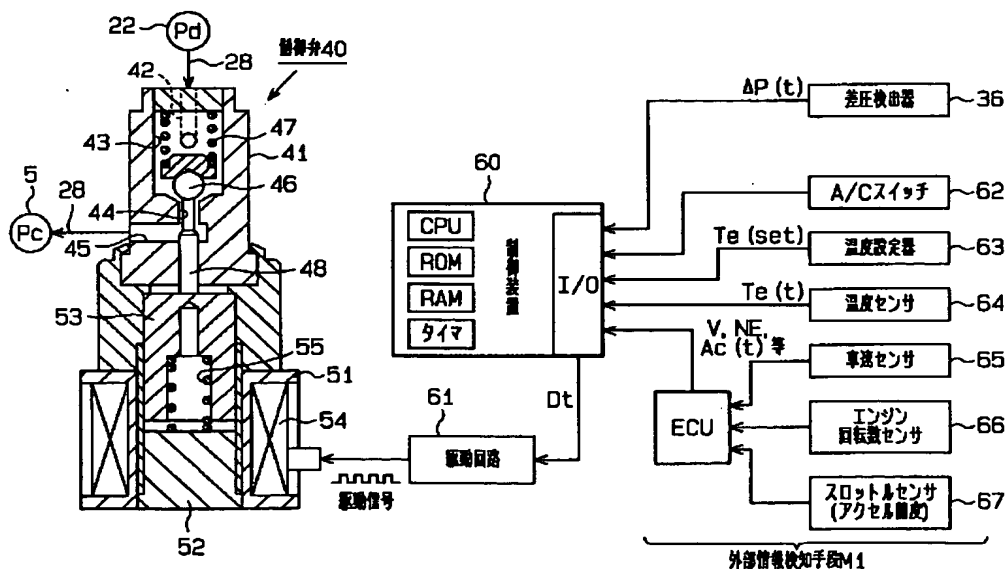 22
Pd
28
制御弁40
42
43
47
41
5
46
28
44
Pc
45
48
53
55
51
54
52
60
CPU
ROM
RAM
タイマ
制御装置
I/O
ΔP(t)
差圧検出器
36
A/Cスイッチ
62
Te(set)
温度設定器
63
Te(t)
温度センサ
64
V, NE,
Ac(t)等
車速センサ
65
ECU
エンジン
回転数センサ
66
スロットルセンサ
(アクセル開度)
67
外部情報検知手段M1
Dt
61
駆動回路
駆動信号